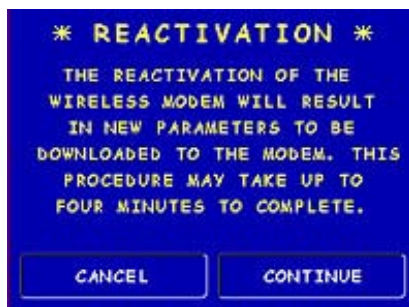 * REACTIVATION *
THE REACTIVATION OF THE
WIRELESS MODEM WILL RESULT
IN NEW PARAMETERS TO BE
DOWNLOADED TO THE MODEM. THIS
PROCEDURE MAY TAKE UP TO
FOUR MINUTES TO COMPLETE.
CANCEL CONTINUE